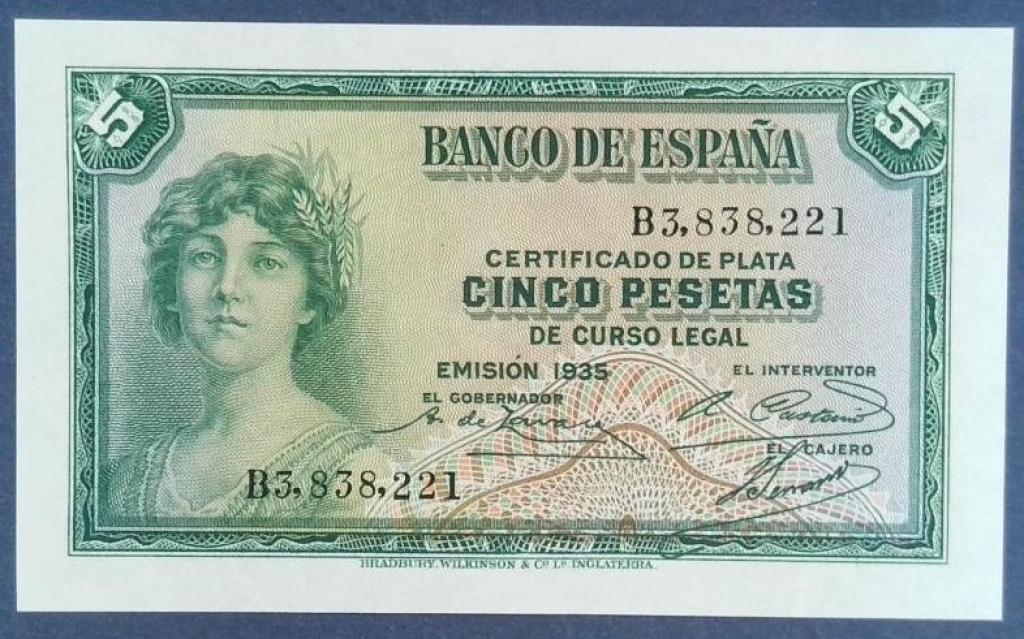 5
5
BANCO DE ESPAÑA
B3,838,221
CERTIFICADO DE PLATA
CINCO PESETAS
DE CURSO LEGAL
EMISIÓN 1935
EL INTERVENTOR
EL GOBERNADOR
EL CAJERO
B3,838,221
BRADBURY, WILKINSON & Cº Lᵈ. INGLATERRA.